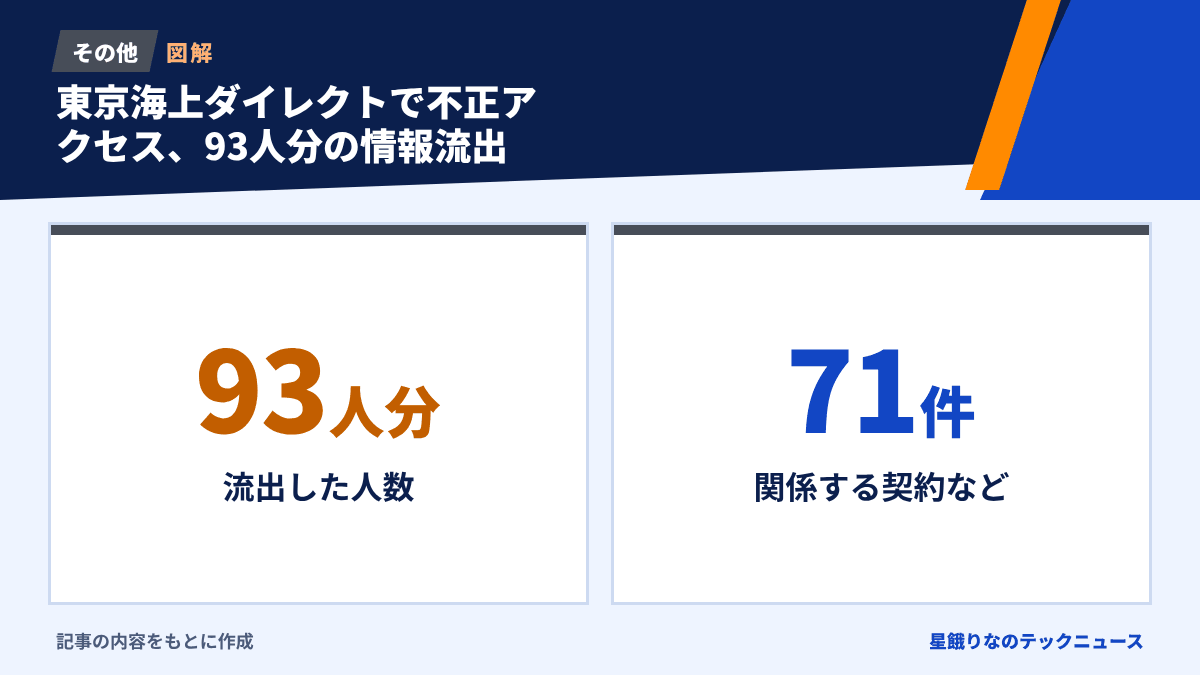 その他 図解
東京海上ダイレクトで不正ア
クセス、93人分の情報流出
93人分
流出した人数
71件
関係する契約など
記事の内容をもとに作成
星餓りなのテックニュース